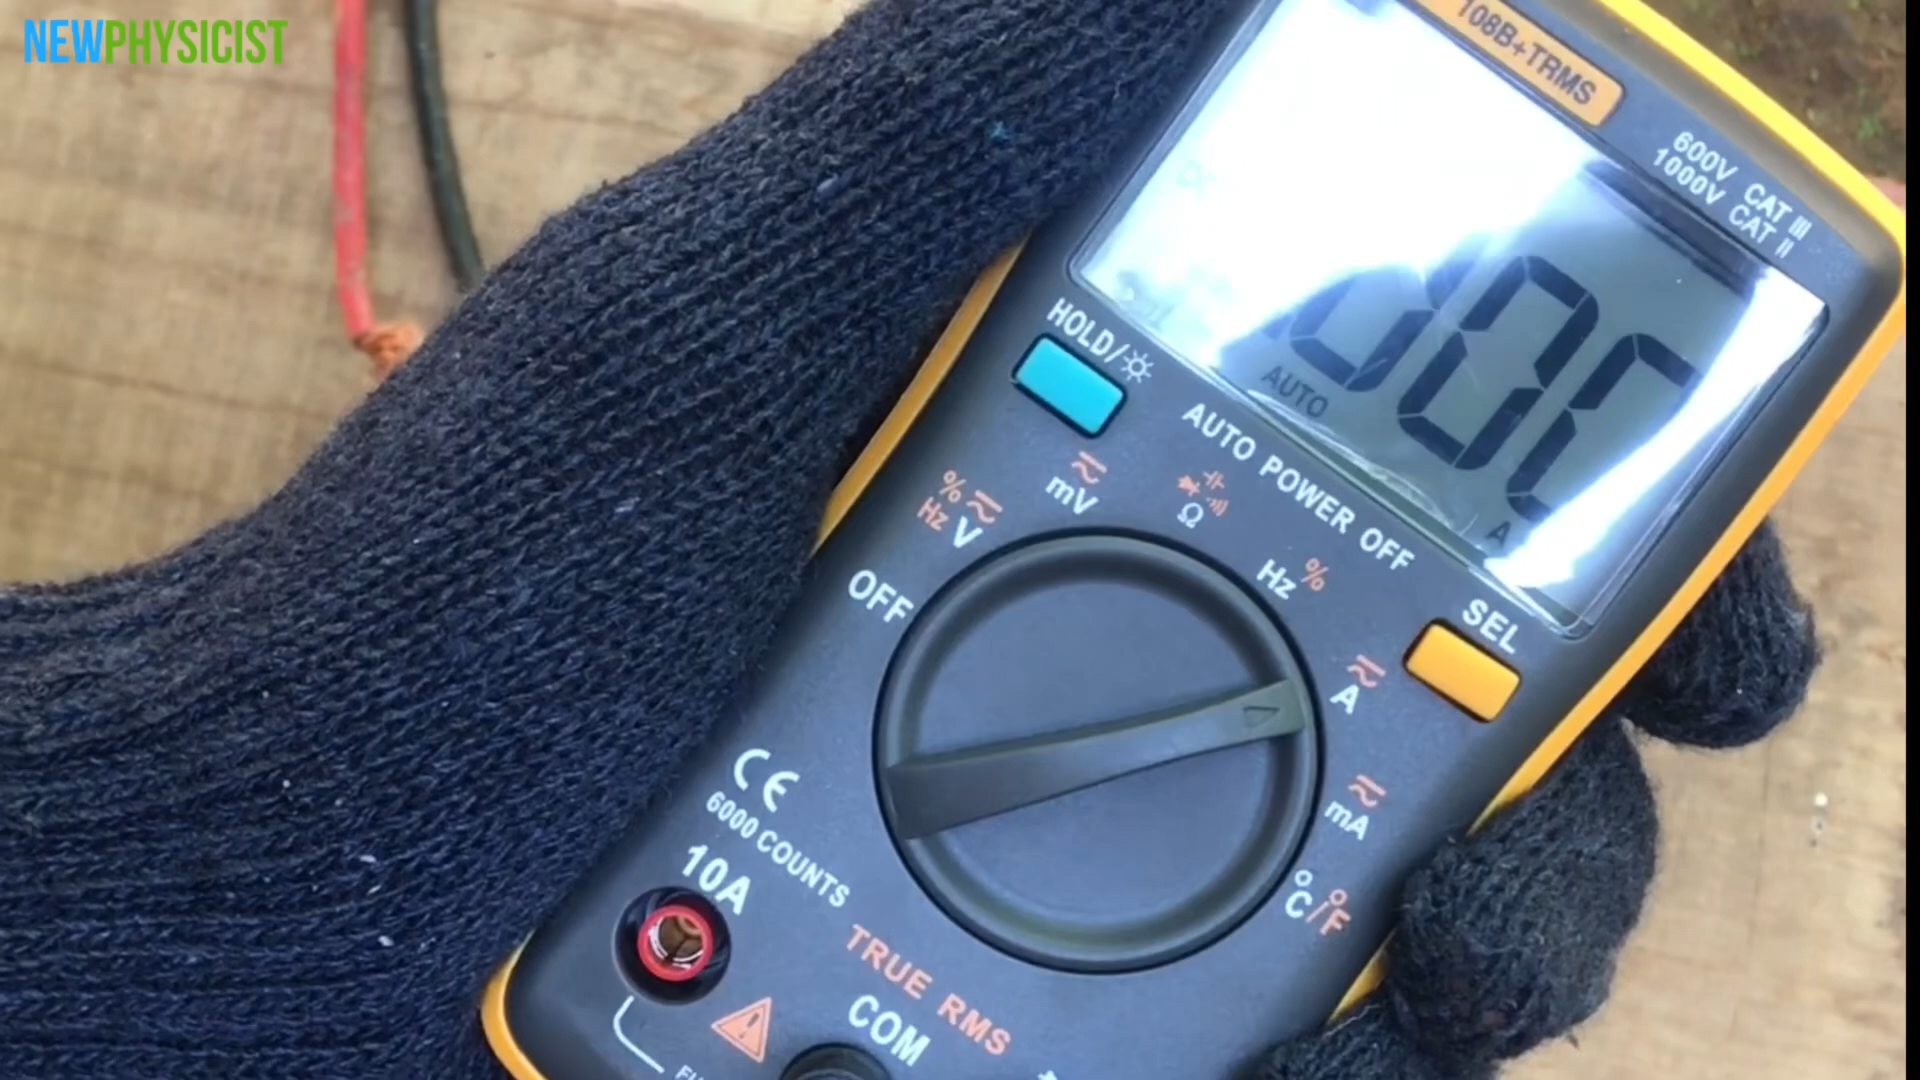 NEWPHYSICIST
108B+TRMS
600V CAT III
1000V CAT II
AUTO
A
HOLD/
AUTO POWER OFF
SEL
OFF
% Hz V
mV
Ω
Hz %
A
mA
°C/°F
CE
6000 COUNTS
10A
TRUE RMS
COM